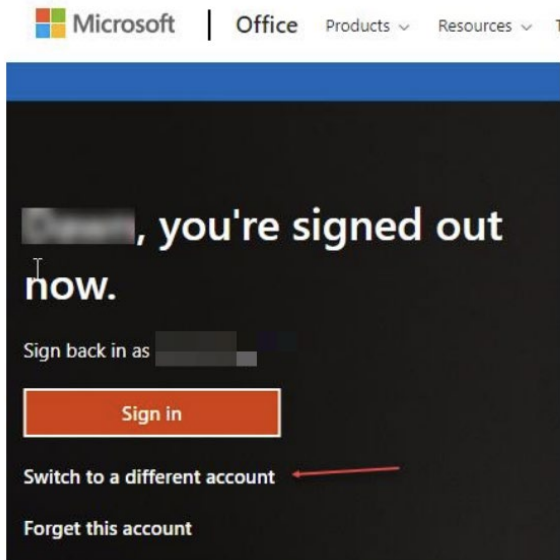 Microsoft | Office Products Resources
, you're signed out
now.
Sign back in as
Sign in
Switch to a different account
Forget this account